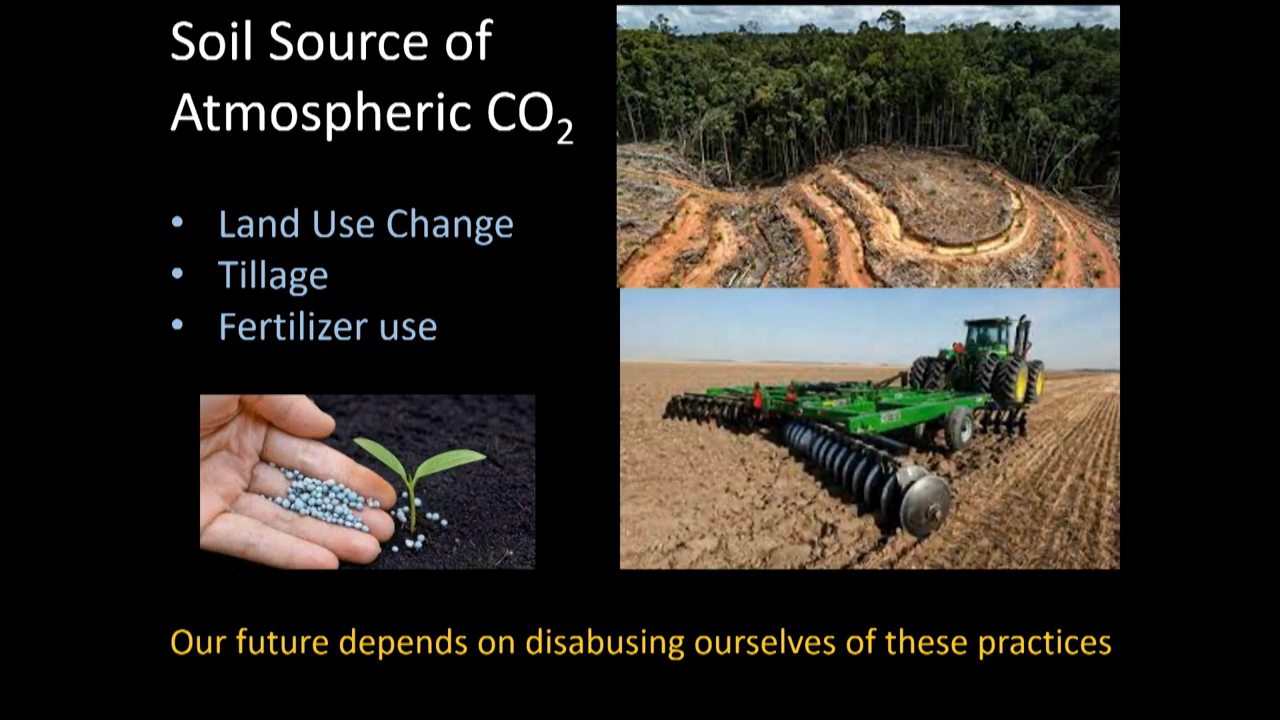 Soil Source of
Atmospheric CO₂
• Land Use Change
• Tillage
• Fertilizer use
Our future depends on disabusing ourselves of these practices